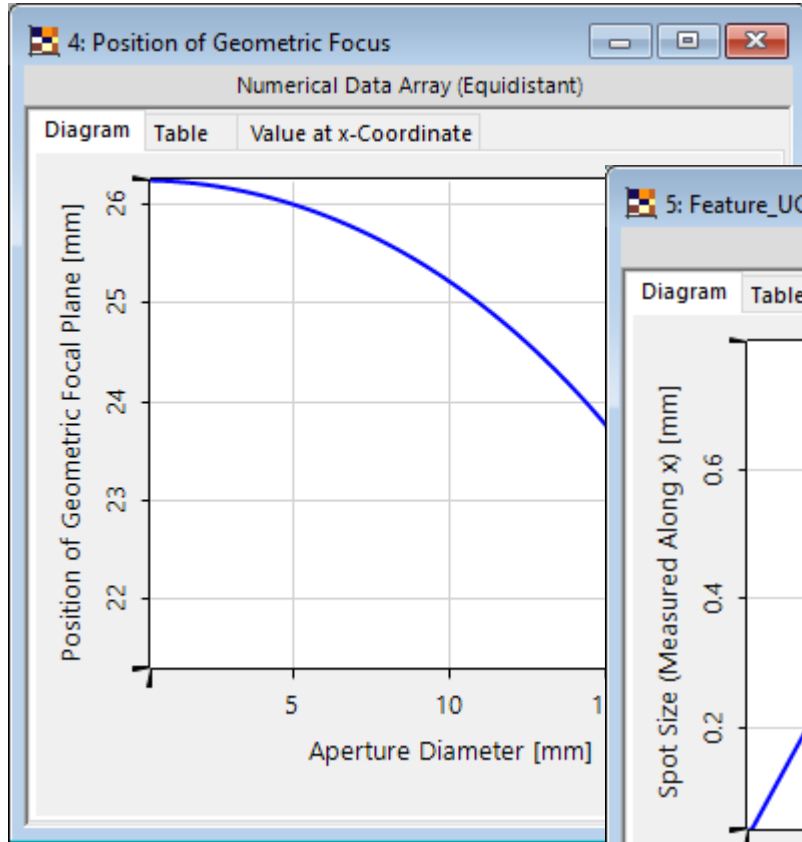 4: Position of Geometric Focus
Numerical Data Array (Equidistant)
Diagram Table Value at x-Coordinate
Position of Geometric Focal Plane [mm]
26
25
24
23
22
5 10 1
Aperture Diameter [mm]
5: Feature_UC
Diagram Table
Spot Size (Measured Along x) [mm]
0.6
0.4
0.2